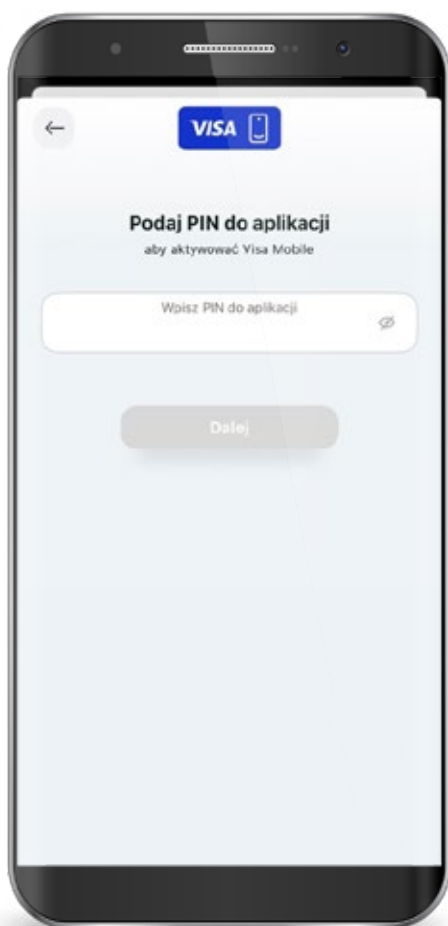 VISA
Podaj PIN do aplikacji
aby aktywować Visa Mobile
Wpisz PIN do aplikacji
Dalej